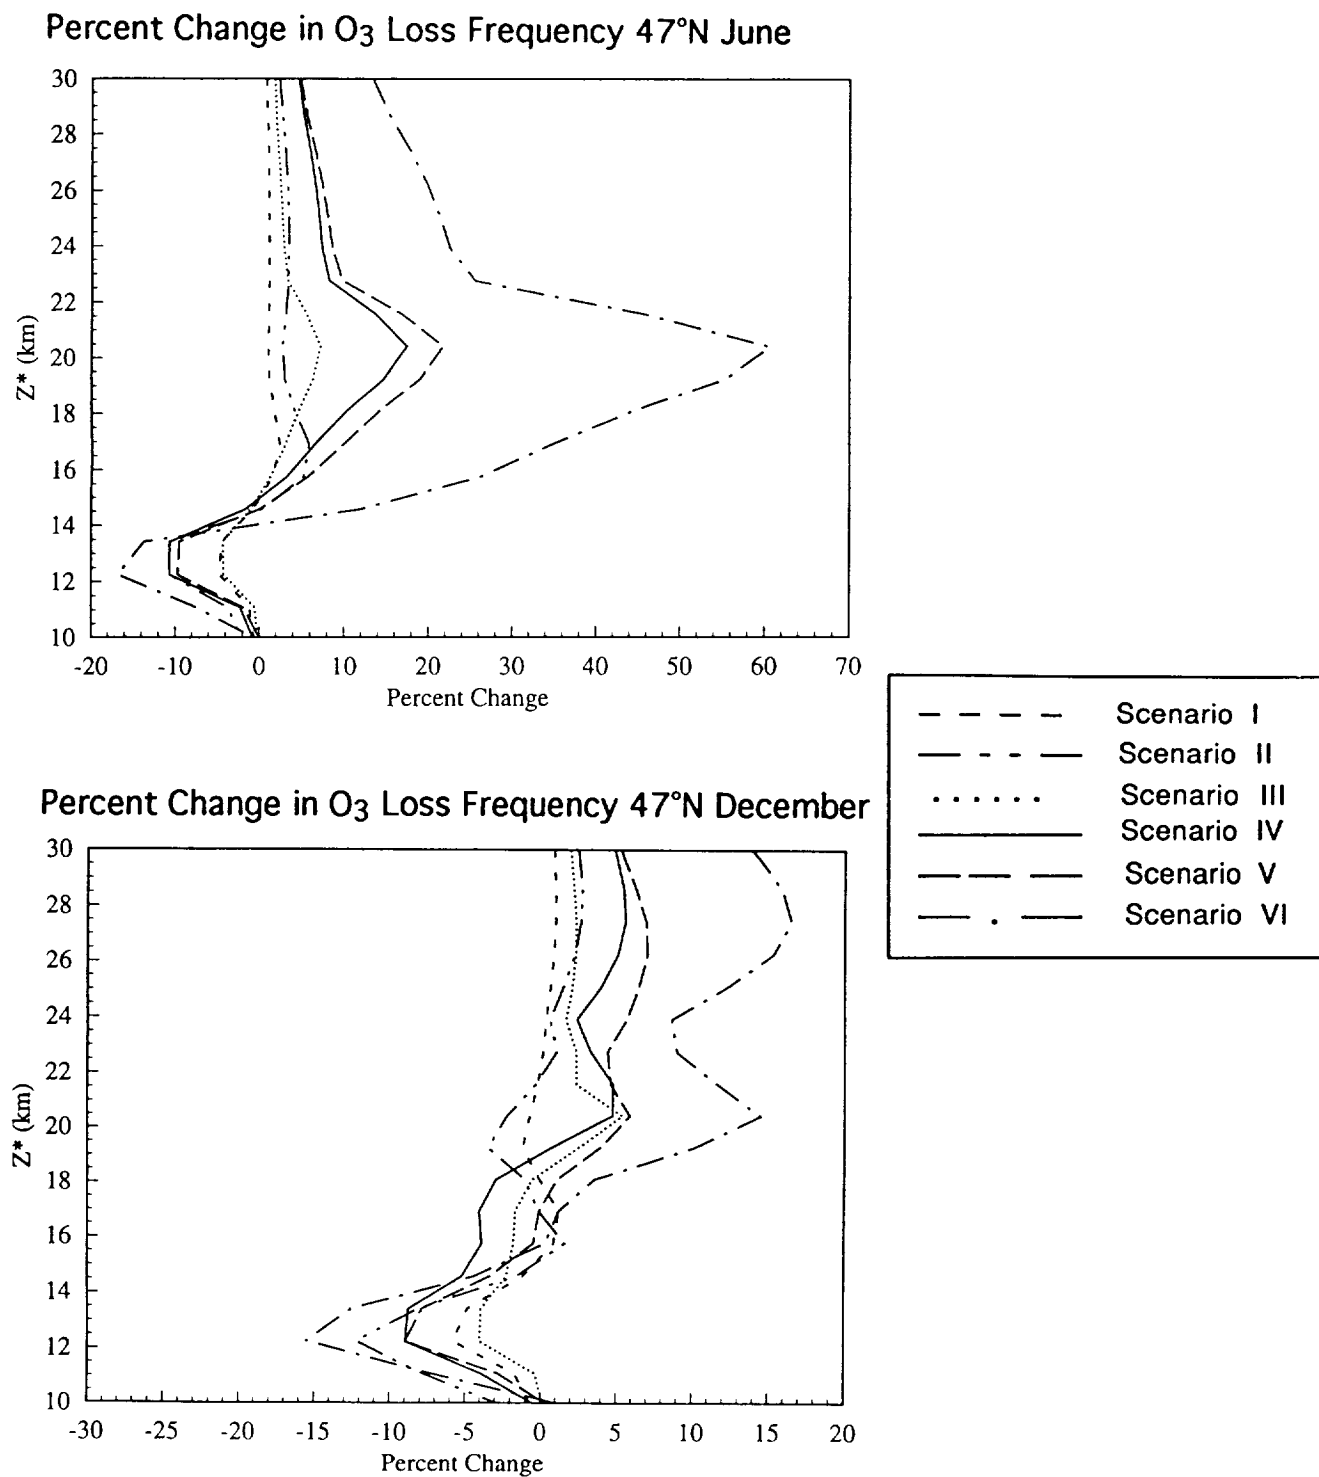 Percent Change in O3 Loss Frequency 47°N June
30
28
26
24
22
20
18
16
14
12
10
Z* (km)
-20 -10 0 10 20 30 40 50 60 70
Percent Change
Scenario I
Scenario II
Scenario III
Scenario IV
Scenario V
Scenario VI
Percent Change in O3 Loss Frequency 47°N December
30
28
26
24
22
20
18
16
14
12
10
Z* (km)
-30 -25 -20 -15 -10 -5 0 5 10 15 20
Percent Change